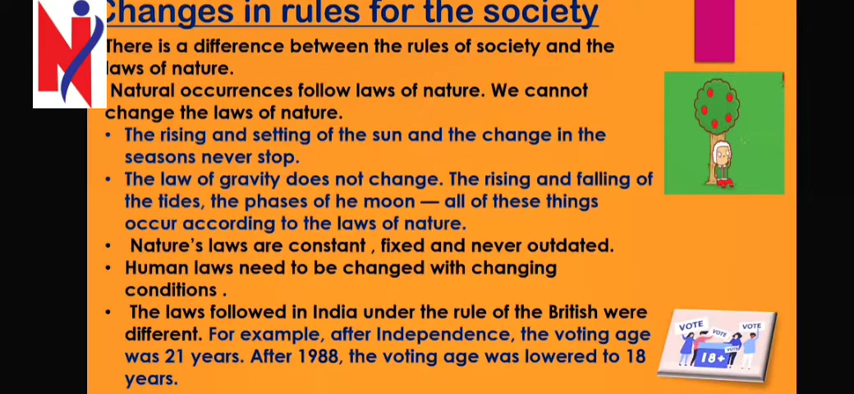 Changes in rules for the society
There is a difference between the rules of society and the
laws of nature.
Natural occurrences follow laws of nature. We cannot
change the laws of nature.
• The rising and setting of the sun and the change in the
seasons never stop.
• The law of gravity does not change. The rising and falling of
the tides, the phases of he moon — all of these things
occur according to the laws of nature.
• Nature's laws are constant , fixed and never outdated.
• Human laws need to be changed with changing
conditions .
• The laws followed in India under the rule of the British were
different. For example, after Independence, the voting age
was 21 years. After 1988, the voting age was lowered to 18
years.
VOTE
VOTE
VOTE
VOTE
18+